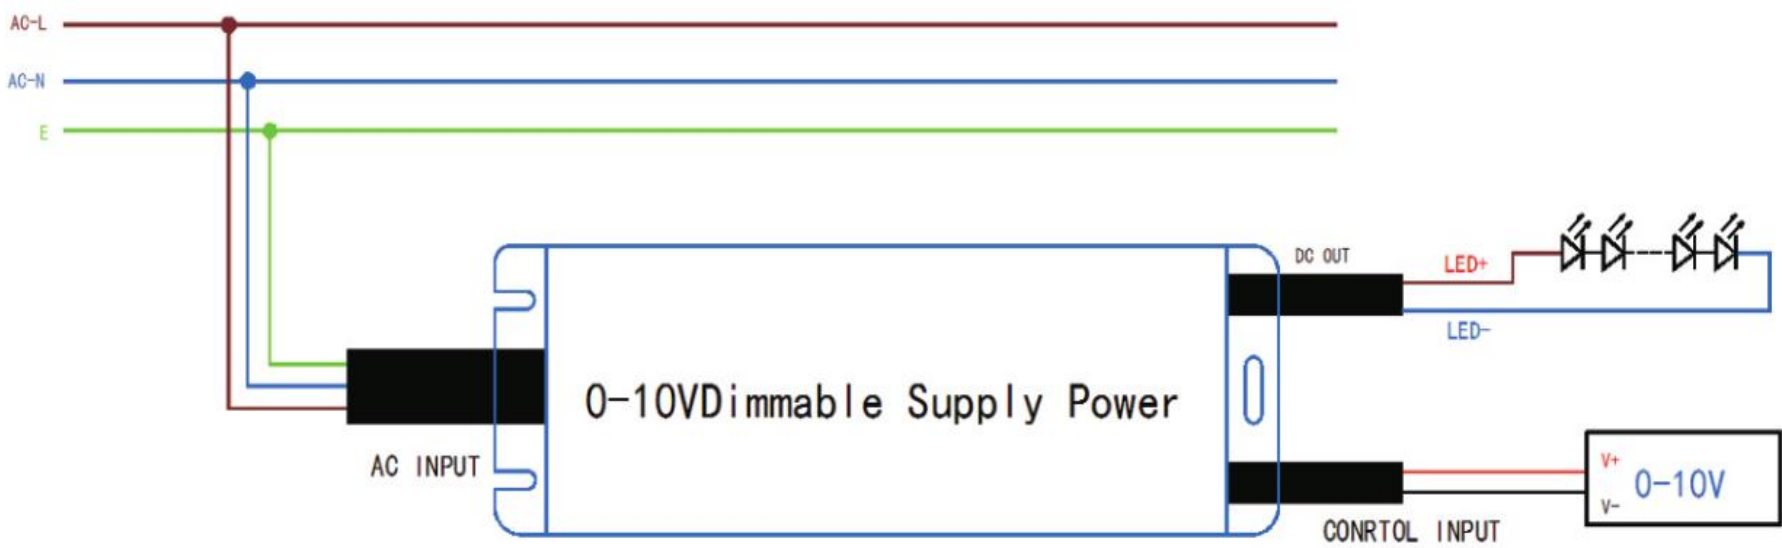 AC-L
AC-N
E
DC OUT
LED+
LED-
0-10VDimmable Supply Power
AC INPUT
V+
0-10V
V-
CONRTOL INPUT